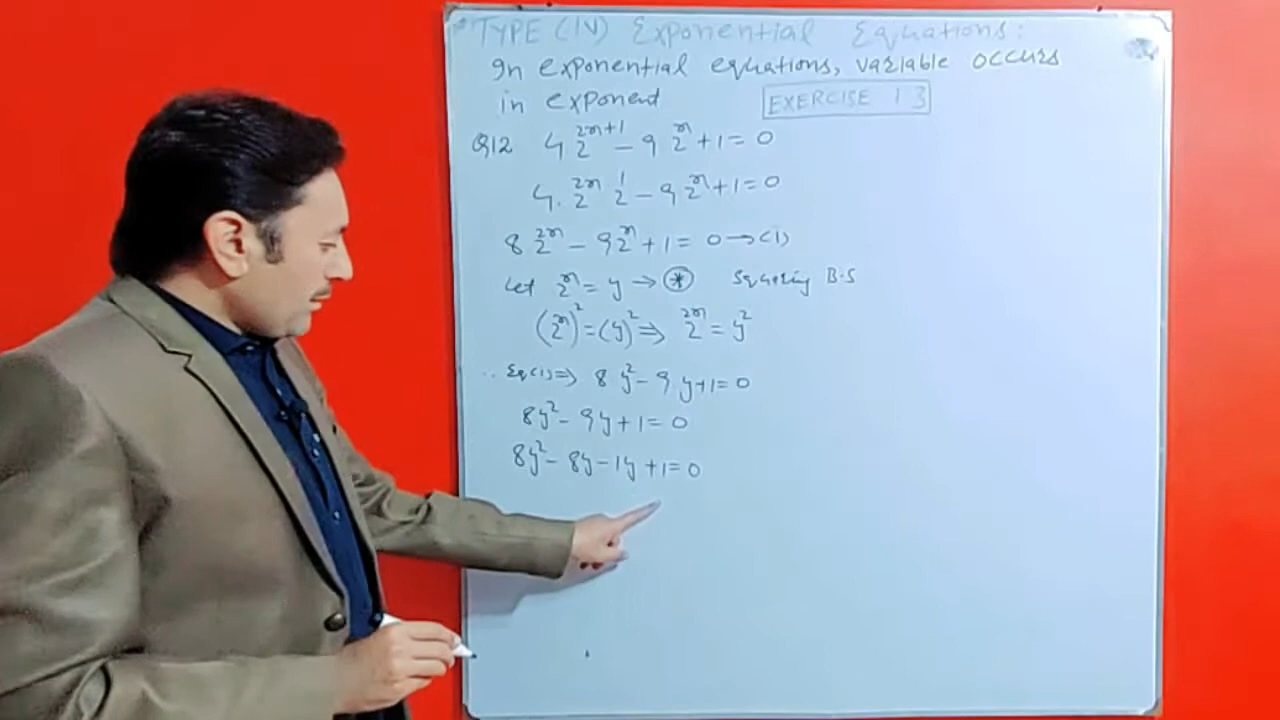 TYPE (IV) Exponential Equations:
In exponential equations, variable occurs
in exponent EXERCISE 1.3
Q12 4 2^{2x+1} - 9 2^x + 1 = 0
4. 2^{2x} 2^1 - 9 2^x + 1 = 0
8 2^{2x} - 9 2^x + 1 = 0 → (1)
Let 2^x = y → (*) Squaring B.S
(2^x)^2 = (y)^2 ⇒ 2^{2x} = y^2
∴ Eq (1) ⇒ 8 y^2 - 9 y + 1 = 0
8y^2 - 9y + 1 = 0
8y^2 - 8y - 1y + 1 = 0